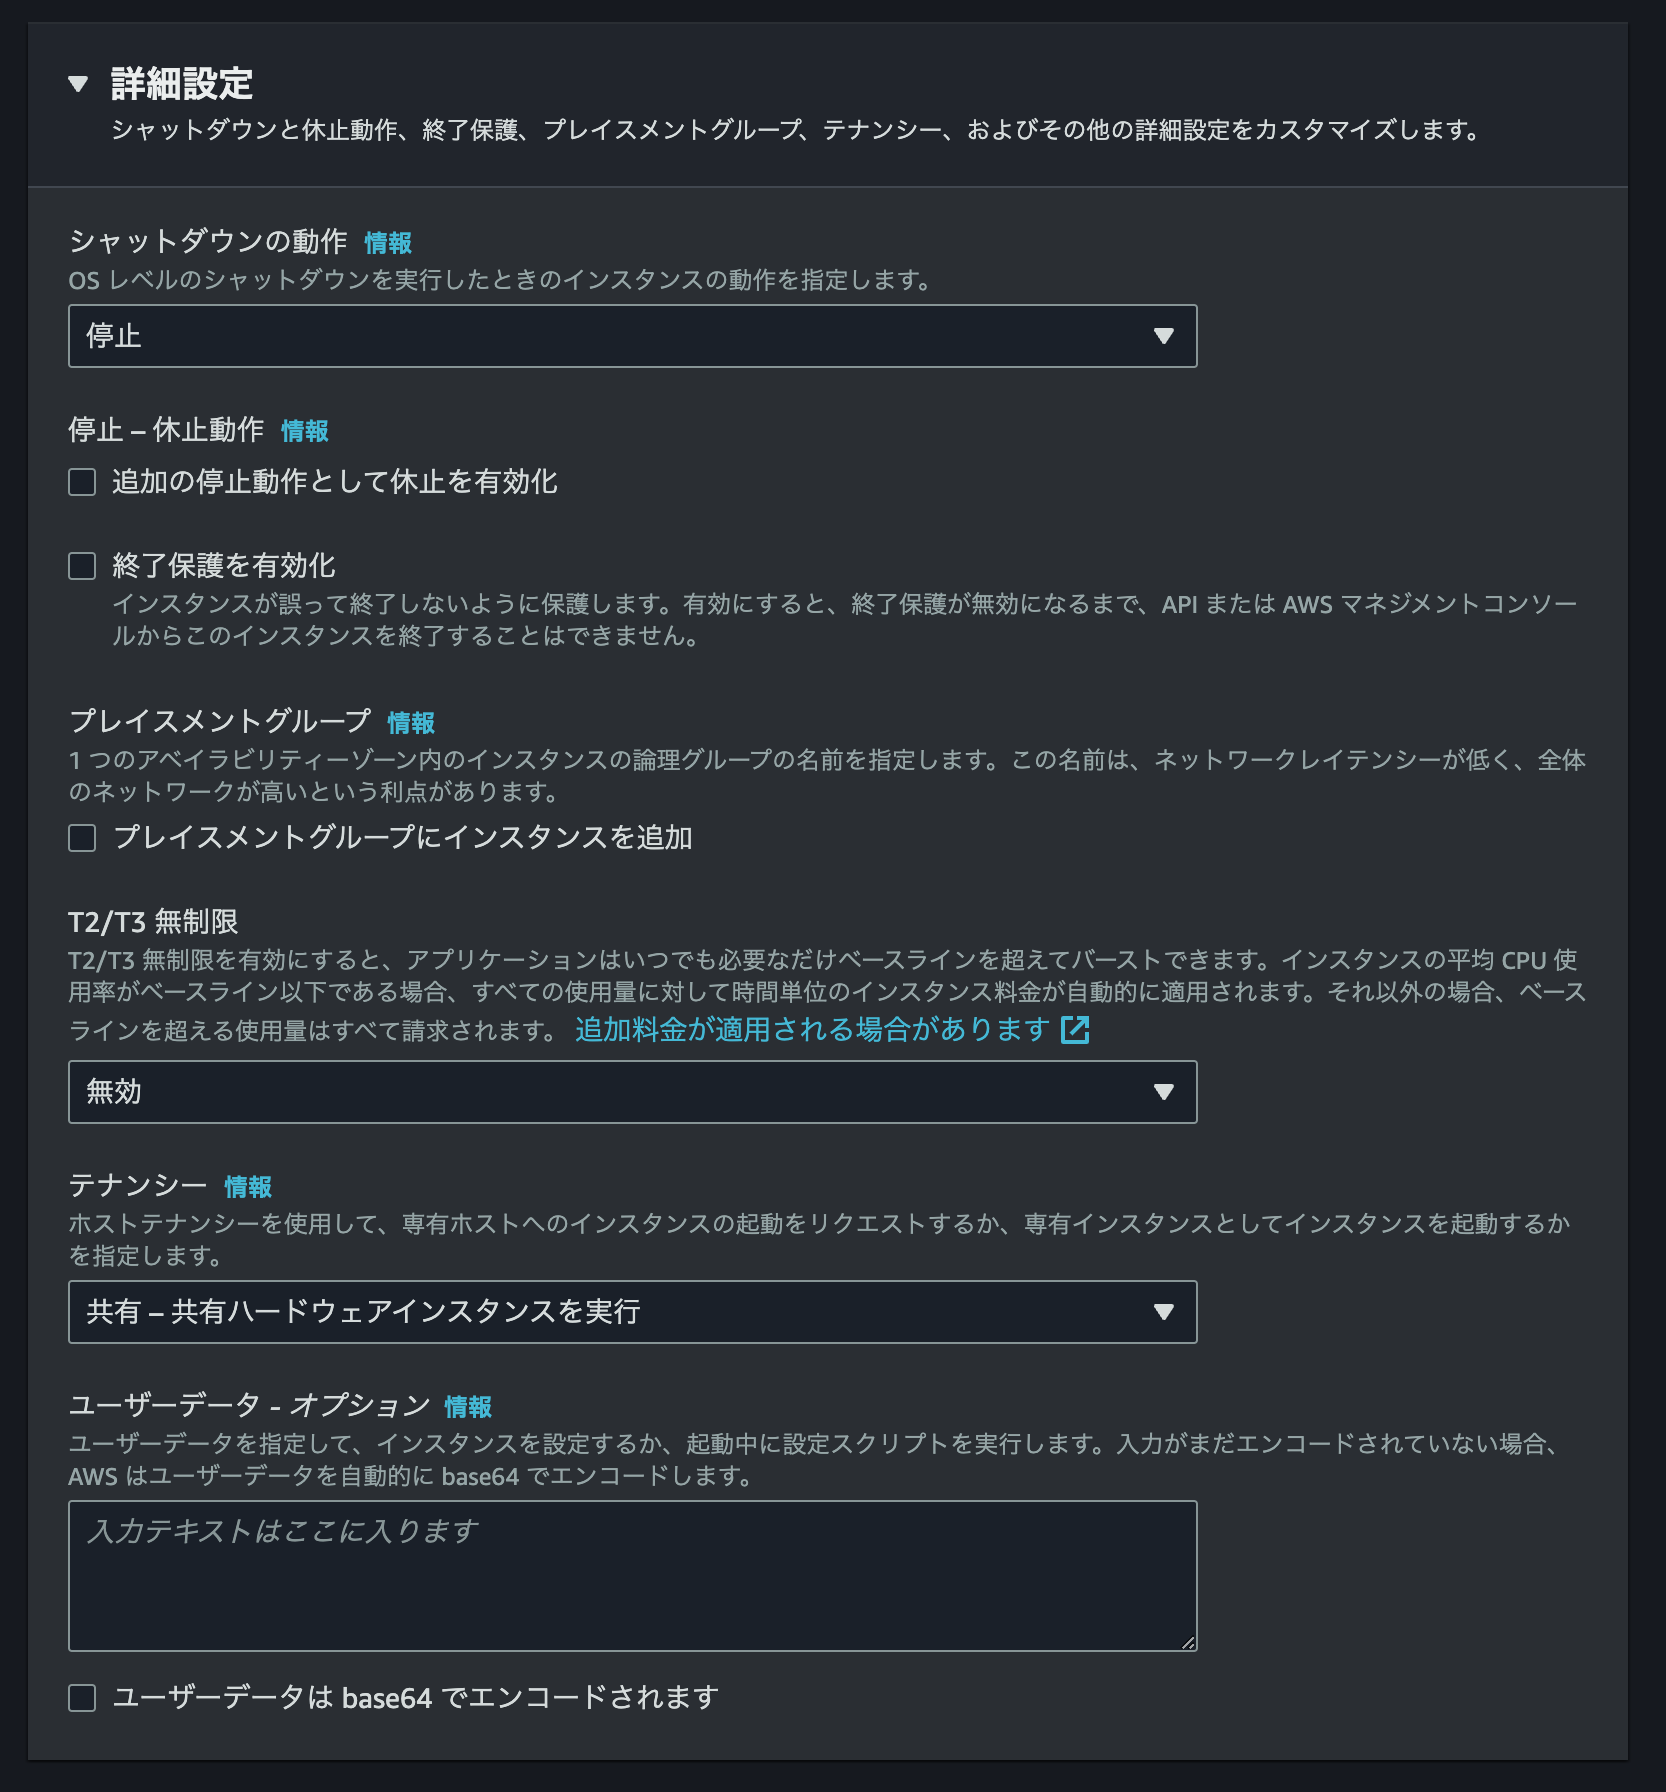 詳細設定
シャットダウンと休止動作、終了保護、プレイスメントグループ、テナンシー、およびその他の詳細設定をカスタマイズします。
シャットダウンの動作 情報
OS レベルのシャットダウンを実行したときのインスタンスの動作を指定します。
停止
停止 – 休止動作 情報
追加の停止動作として休止を有効化
終了保護を有効化
インスタンスが誤って終了しないように保護します。有効にすると、終了保護が無効になるまで、API または AWS マネジメントコンソー
ルからこのインスタンスを終了することはできません。
プレイスメントグループ 情報
1 つのアベイラビリティーゾーン内のインスタンスの論理グループの名前を指定します。この名前は、ネットワークレイテンシーが低く、全体
のネットワークが高いという利点があります。
プレイスメントグループにインスタンスを追加
T2/T3 無制限
T2/T3 無制限を有効にすると、アプリケーションはいつでも必要なだけベースラインを超えてバーストできます。インスタンスの平均 CPU 使
用率がベースライン以下である場合、すべての使用量に対して時間単位のインスタンス料金が自動的に適用されます。それ以外の場合、ベース
ラインを超える使用量はすべて請求されます。 追加料金が適用される場合があります
無効
テナンシー 情報
ホストテナンシーを使用して、専有ホストへのインスタンスの起動をリクエストするか、専有インスタンスとしてインスタンスを起動するか
を指定します。
共有 – 共有ハードウェアインスタンスを実行
ユーザーデータ - オプション 情報
ユーザーデータを指定して、インスタンスを設定するか、起動中に設定スクリプトを実行します。入力がまだエンコードされていない場合、
AWS はユーザーデータを自動的に base64 でエンコードします。
入力テキストはここに入ります
ユーザーデータは base64 でエンコードされます